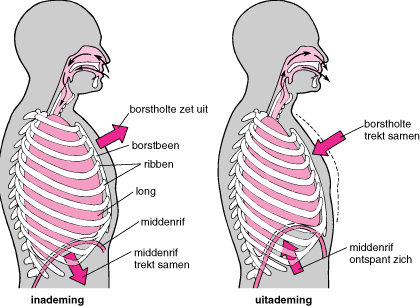 borstholte zet uit
borstbeen
ribben
long
middenrif
middenrif
trekt samen
inademing
borstholte
trekt samen
middenrif
ontspant zich
uitademing